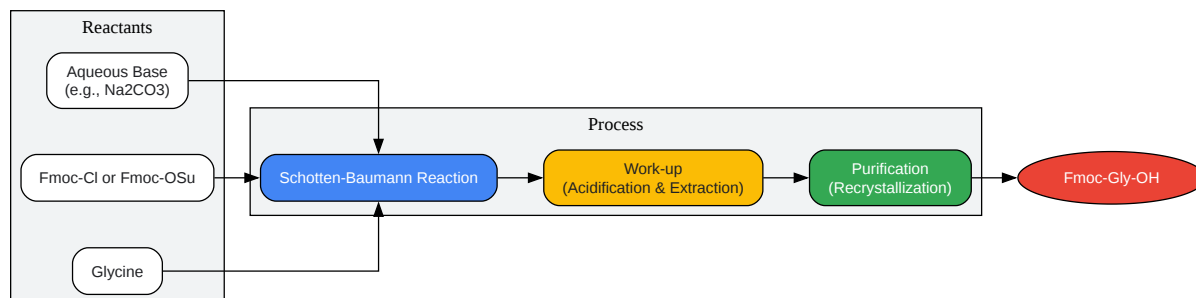 Reactants
Aqueous Base
(e.g., Na2CO3)
Fmoc-Cl or Fmoc-OSu
Glycine
Process
Schotten-Baumann Reaction
Work-up
(Acidification & Extraction)
Purification
(Recrystallization)
Fmoc-Gly-OH